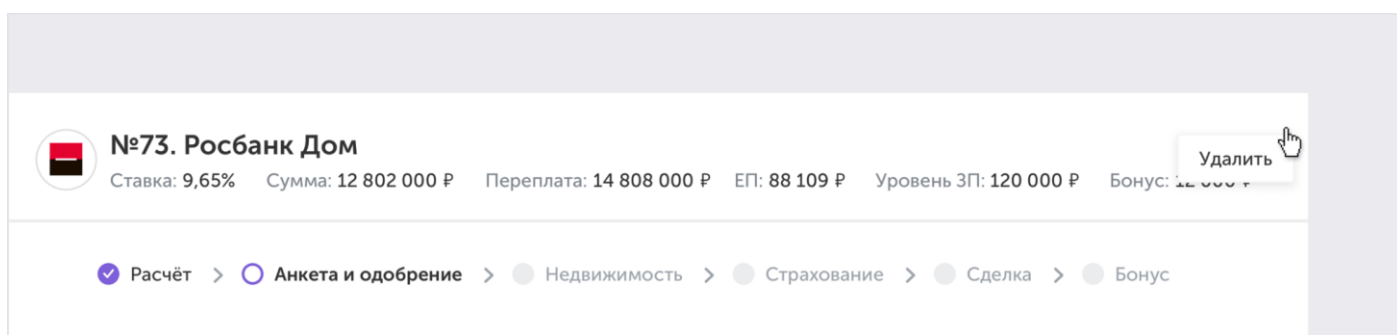 №73. Росбанк Дом
Удалить
Ставка: 9,65% Сумма: 12 802 000 ₽ Переплата: 14 808 000 ₽ ЕП: 88 109 ₽ Уровень ЗП: 120 000 ₽ Бонус:
Расчёт > Анкета и одобрение > Недвижимость > Страхование > Сделка > Бонус